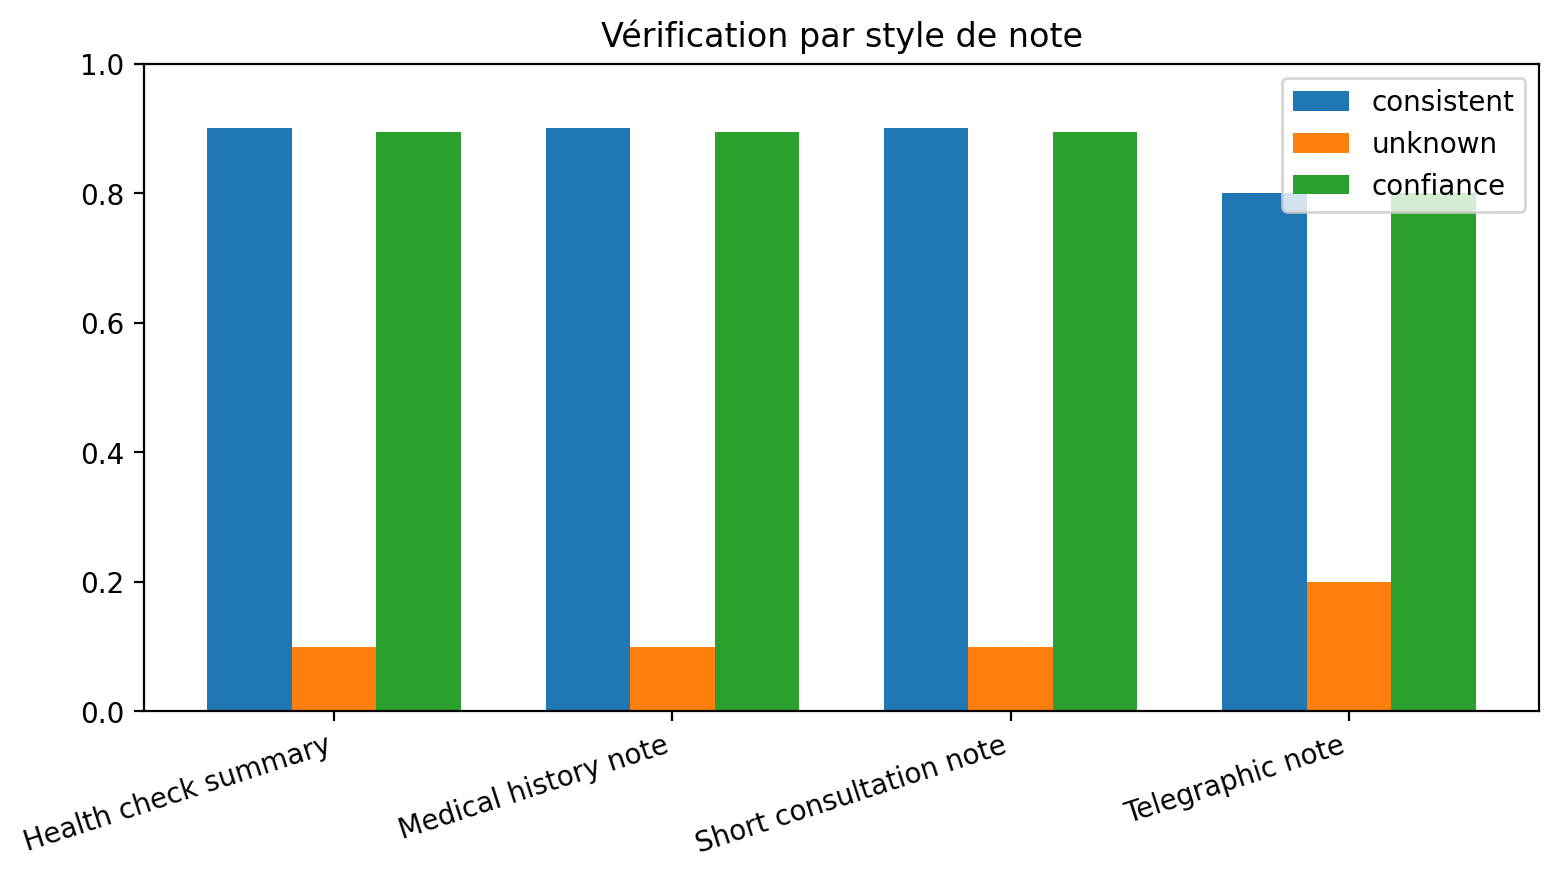 Vérification par style de note
1.0
0.8
0.6
0.4
0.2
0.0
consistent
unknown
confiance
Health check summary
Medical history note
Short consultation note
Telegraphic note